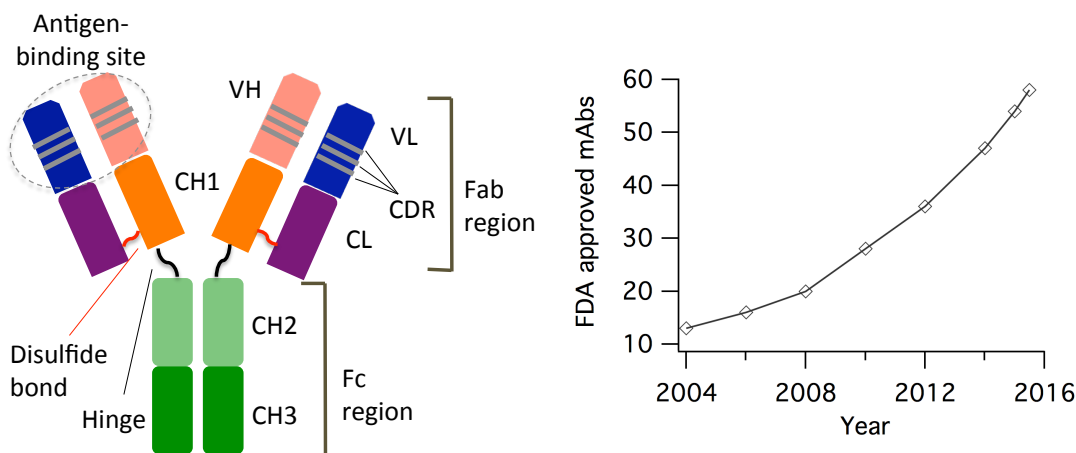 Antigen-
binding site
VH
VL
CH1
CDR
CL
Fab
region
CH2
Disulfide
bond
Fc
region
Hinge
CH3
60
50
40
30
20
10
FDA approved mAbs
2004
2008
2012
2016
Year